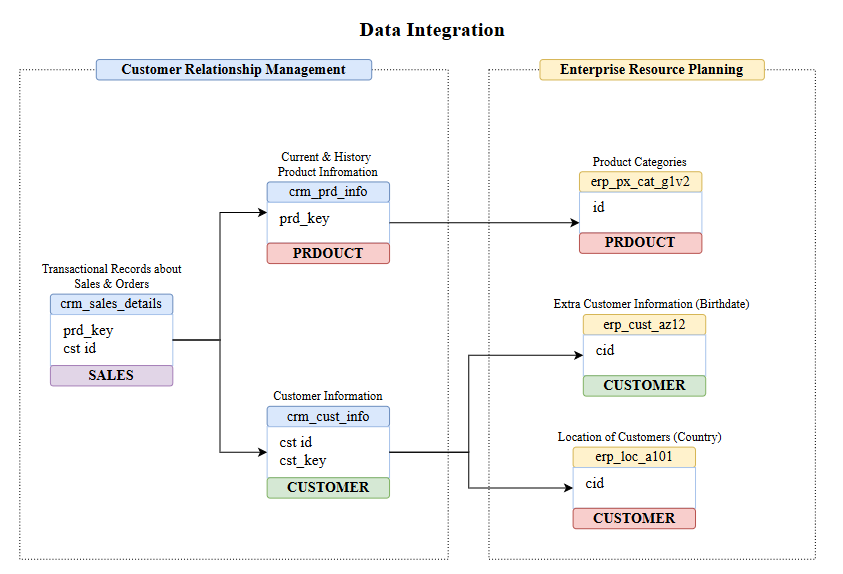 Data Integration
Customer Relationship Management
Enterprise Resource Planning
Current & History
Product Infromation
crm_prd_info
prd_key
PRDOUCT
Product Categories
erp_px_cat_g1v2
id
PRDOUCT
Transactional Records about
Sales & Orders
crm_sales_details
prd_key
cst id
SALES
Extra Customer Information (Birthdate)
erp_cust_az12
cid
CUSTOMER
Customer Information
crm_cust_info
cst id
cst_key
CUSTOMER
Location of Customers (Country)
erp_loc_a101
cid
CUSTOMER